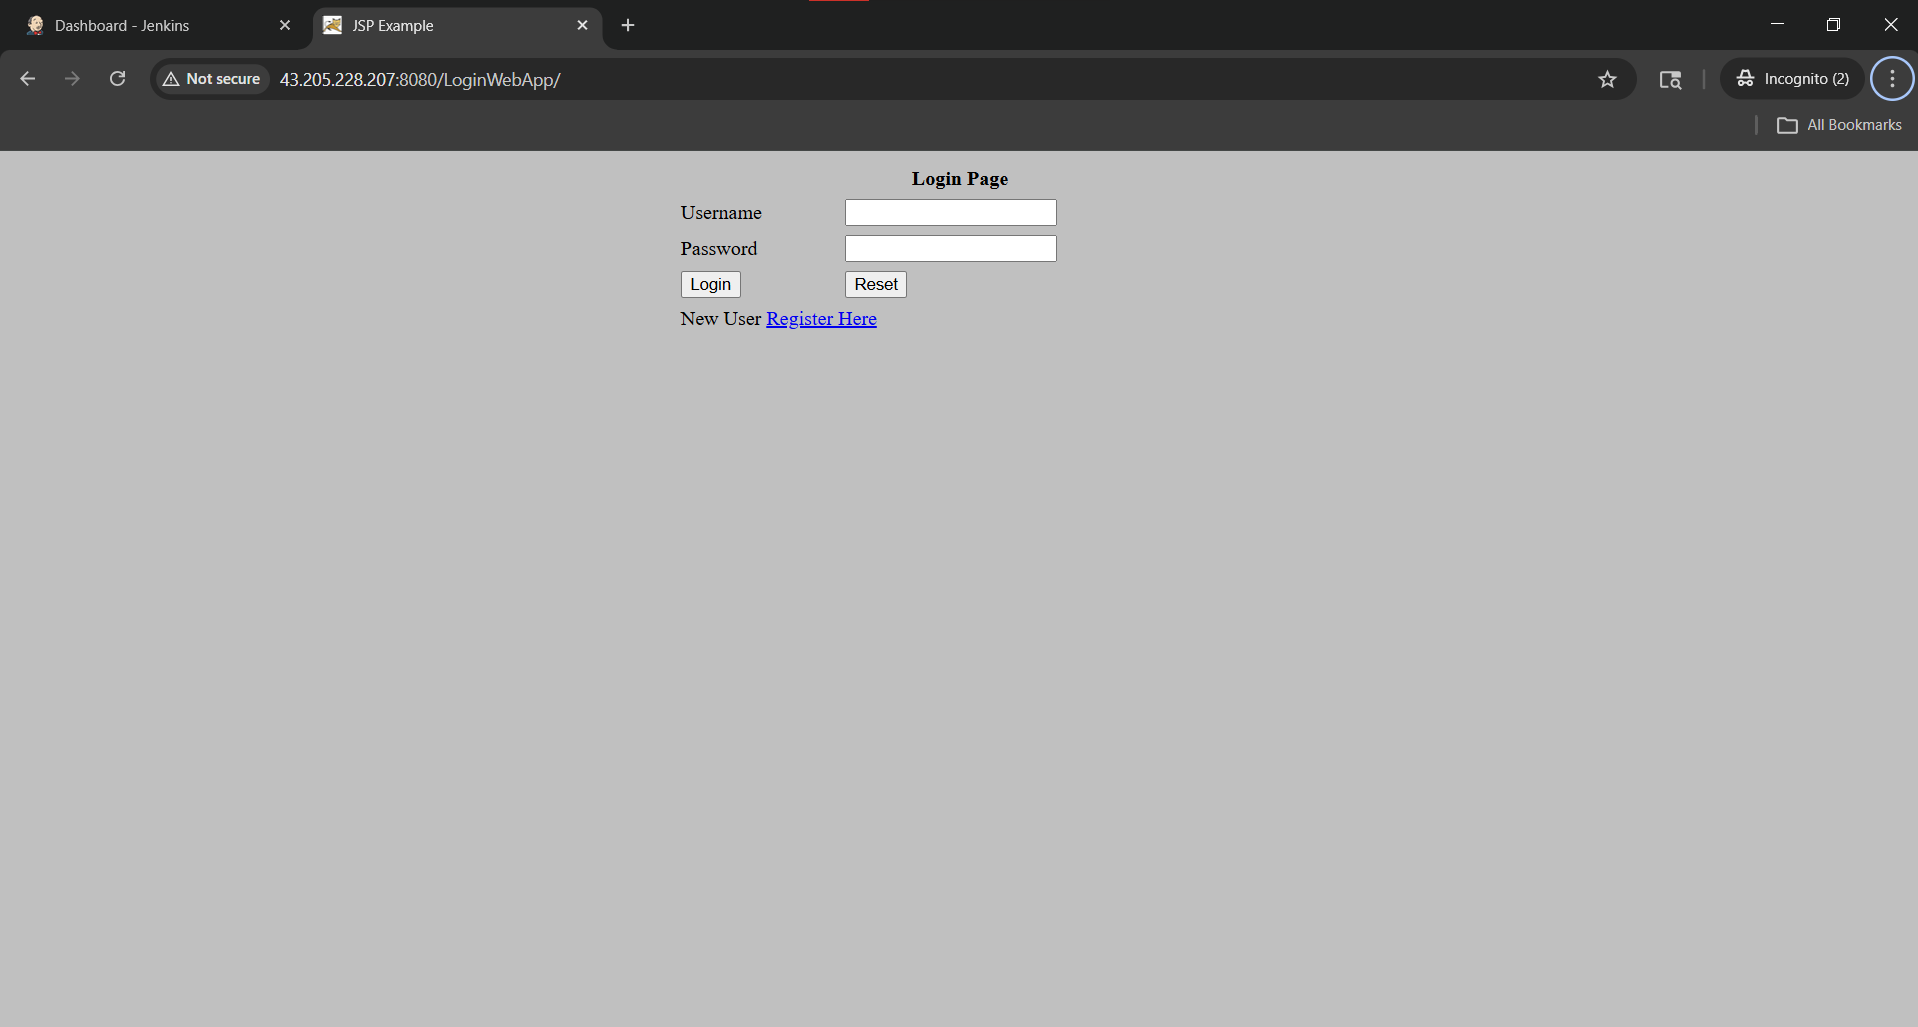 Dashboard - Jenkins
JSP Example
Not secure 43.205.228.207:8080/LoginWebApp/
Incognito (2)
All Bookmarks
Login Page
Username
Password
Login Reset
New User Register Here